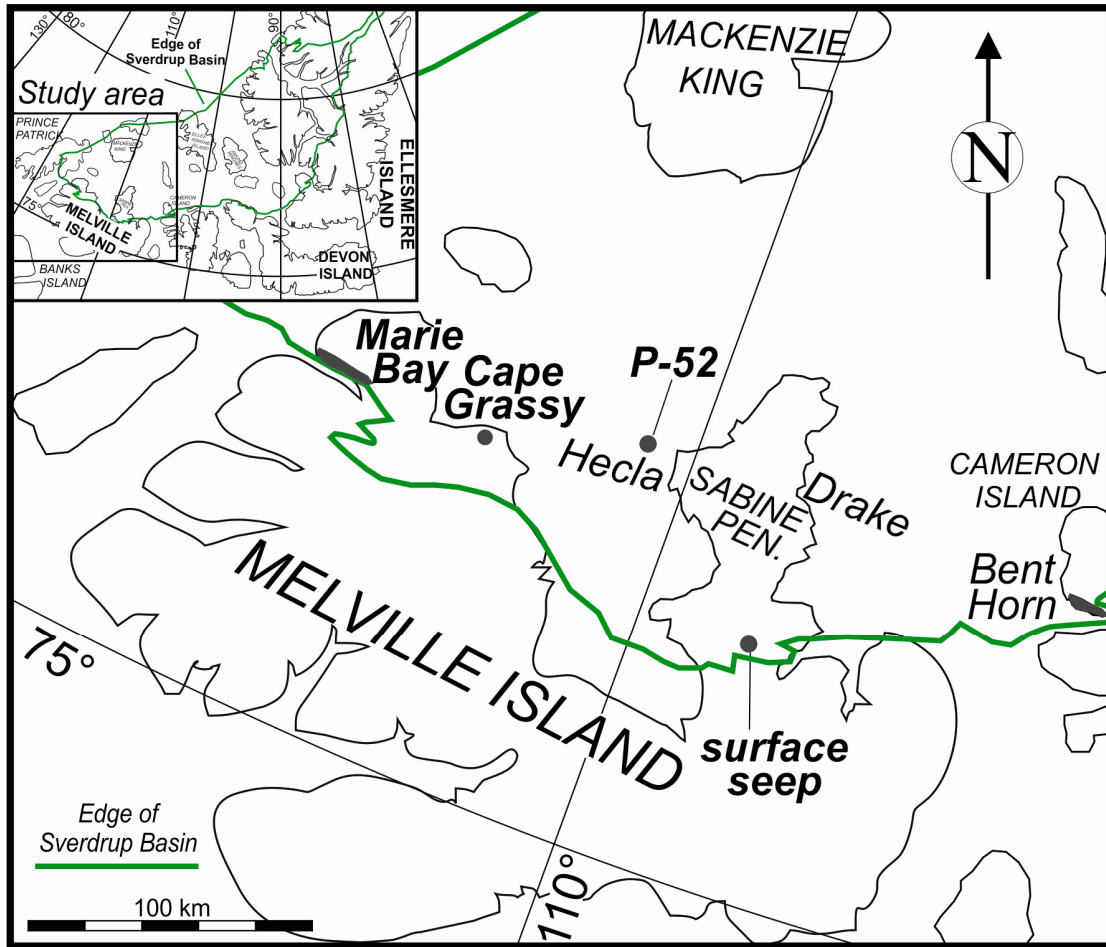 130°
80°
110°
90°
Edge of
Sverdrup Basin
Study area
PRINCE
PATRICK
MACKENZIE
KING
CAMERON
ISLAND
75°
MELVILLE
ISLAND
BANKS
ISLAND
DEVON
ISLAND
ELLESMERE
ISLAND
MACKENZIE
KING
N
Marie
Bay
Cape
Grassy
P-52
Hecla
SABINE
PEN.
Drake
CAMERON
ISLAND
Bent
Horn
MELVILLE ISLAND
75°
surface
seep
110°
Edge of
Sverdrup Basin
100 km